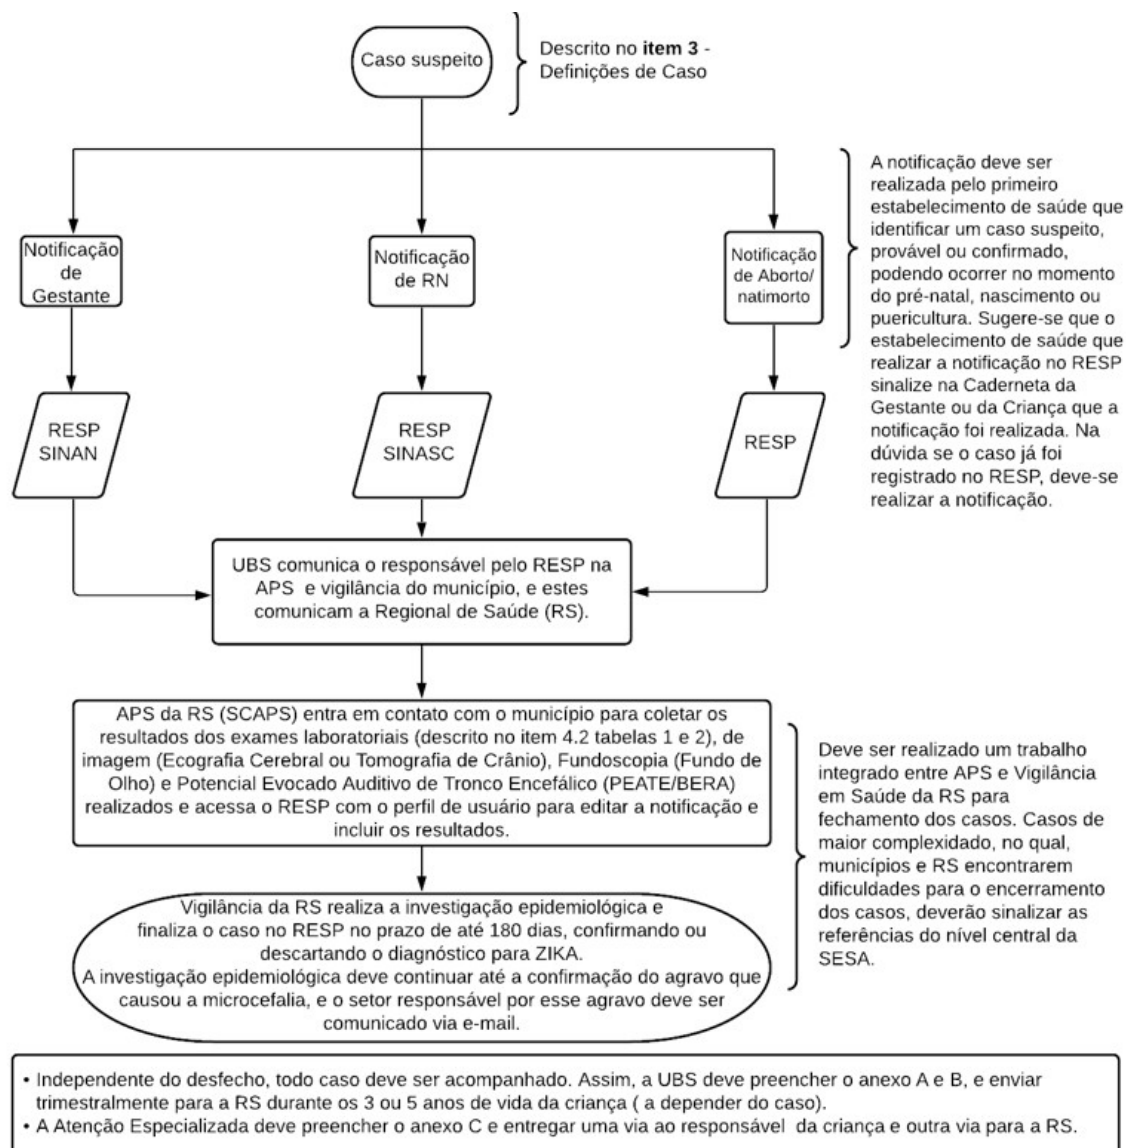 Caso suspeito
Descrito no item 3 -
Definições de Caso
A notificação deve ser
realizada pelo primeiro
estabelecimento de saúde que
identificar um caso suspeito,
provável ou confirmado,
podendo ocorrer no momento
do pré-natal, nascimento ou
puericultura. Sugere-se que o
estabelecimento de saúde que
realizar a notificação no RESP
sinalize na Caderneta da
Gestante ou da Criança que a
notificação foi realizada. Na
dúvida se o caso já foi
registrado no RESP, deve-se
realizar a notificação.
Notificação
de
Gestante
Notificação
de RN
Notificação
de Aborto/
natimorto
RESP
SINAN
RESP
SINASC
RESP
UBS comunica o responsável pelo RESP na
APS e vigilância do município, e estes
comunicam a Regional de Saúde (RS).
APS da RS (SCAPS) entra em contato com o município para coletar os
resultados dos exames laboratoriais (descrito no item 4.2 tabelas 1 e 2), de
imagem (Ecografia Cerebral ou Tomografia de Crânio), Fundoscopia (Fundo de
Olho) e Potencial Evocado Auditivo de Tronco Encefálico (PEATE/BERA)
realizados e acessa o RESP com o perfil de usuário para editar a notificação e
incluir os resultados.
Deve ser realizado um trabalho
integrado entre APS e Vigilância
em Saúde da RS para
fechamento dos casos. Casos de
maior complexidado, no qual,
municípios e RS encontrarem
dificuldades para o encerramento
dos casos, deverão sinalizar as
referências do nível central da
SESA.
Vigilância da RS realiza a investigação epidemiológica e
finaliza o caso no RESP no prazo de até 180 dias, confirmando ou
descartando o diagnóstico para ZIKA.
A investigação epidemiológica deve continuar até a confirmação do agravo que
causou a microcefalia, e o setor responsável por esse agravo deve ser
comunicado via e-mail.
• Independente do desfecho, todo caso deve ser acompanhado. Assim, a UBS deve preencher o anexo A e B, e enviar
trimestralmente para a RS durante os 3 ou 5 anos de vida da criança ( a depender do caso).
• A Atenção Especializada deve preencher o anexo C e entregar uma via ao responsável da criança e outra via para a RS.